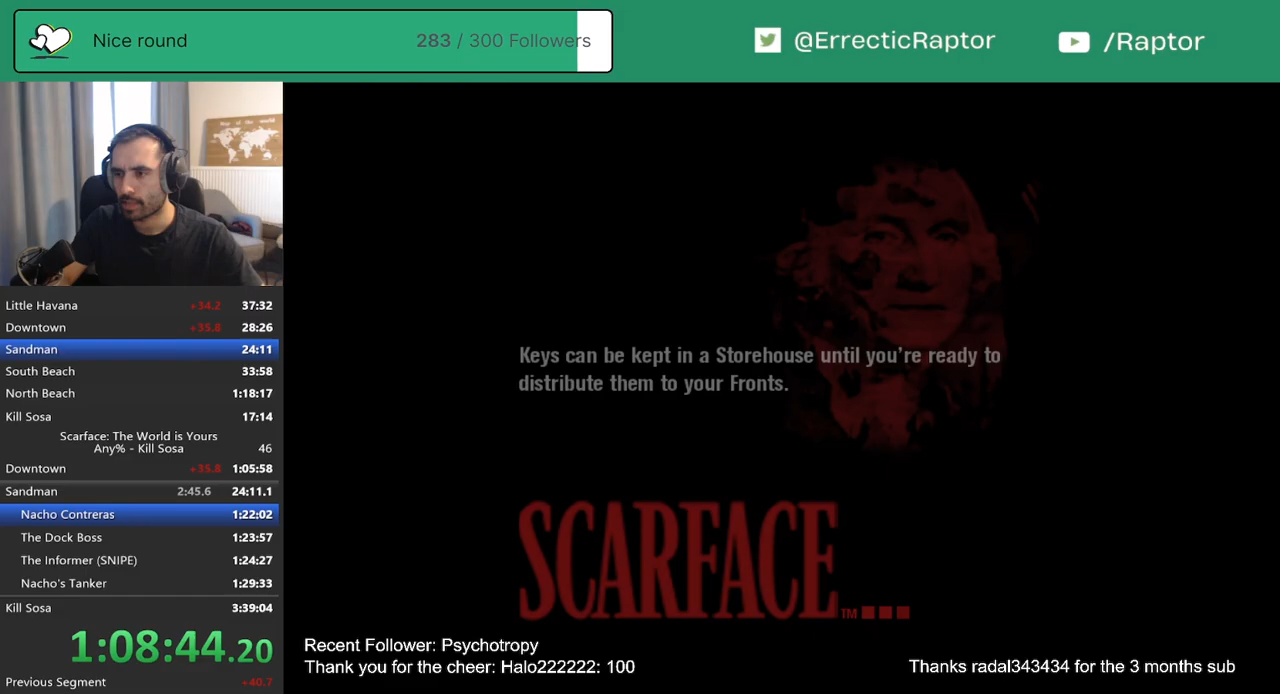 Nice round
283 / 300 Followers
@ErrecticRaptor
/Raptor
Map of the world
Little Havana +34.2 37:32
Downtown +35.8 28:26
Sandman 24:11
South Beach 33:58
North Beach 1:18:17
Kill Sosa 17:14
Scarface: The World is Yours
Any% - Kill Sosa 46
Downtown +35.8 1:05:58
Sandman 2:45.6 24:11.1
Nacho Contreras 1:22:02
The Dock Boss 1:23:57
The Informer (SNIPE) 1:24:27
Nacho's Tanker 1:29:33
Kill Sosa 3:39:04
1:08:44.20
Previous Segment +40.7
Keys can be kept in a Storehouse until you're ready to
distribute them to your Fronts.
SCARFACE™...
Recent Follower: Psychotropy
Thank you for the cheer: Halo222222: 100
Thanks radal343434 for the 3 months sub